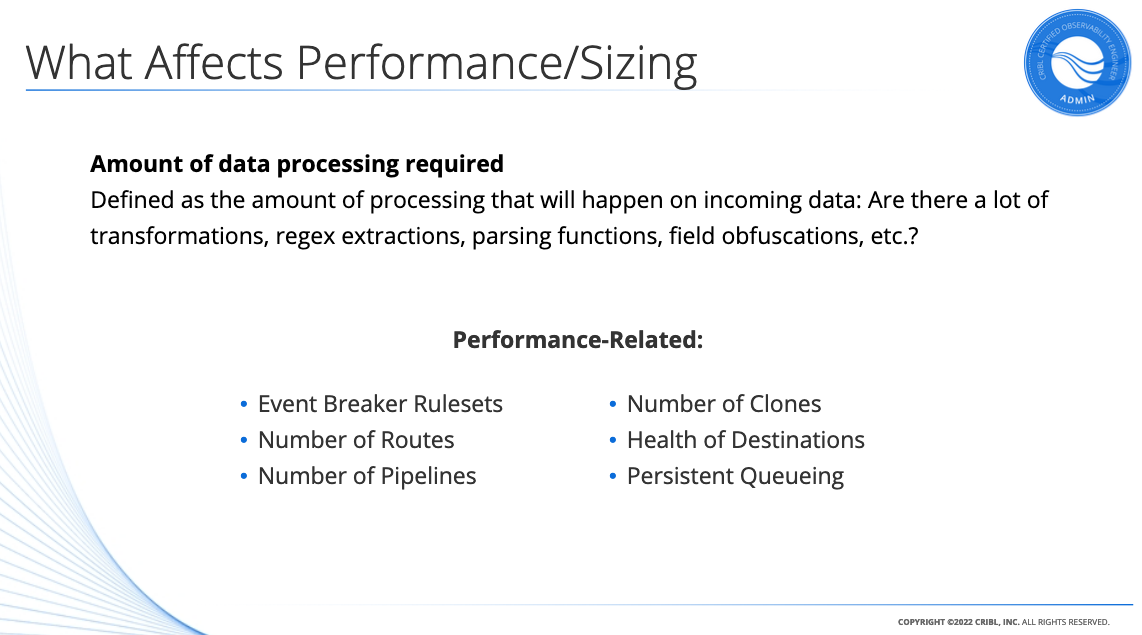 What Affects Performance/Sizing
CRIBL CERTIFIED OBSERVABILITY ENGINEER
ADMIN
Amount of data processing required
Defined as the amount of processing that will happen on incoming data: Are there a lot of
transformations, regex extractions, parsing functions, field obfuscations, etc.?
Performance-Related:
• Event Breaker Rulesets
• Number of Routes
• Number of Pipelines
• Number of Clones
• Health of Destinations
• Persistent Queueing
COPYRIGHT ©2022 CRIBL, INC. ALL RIGHTS RESERVED.